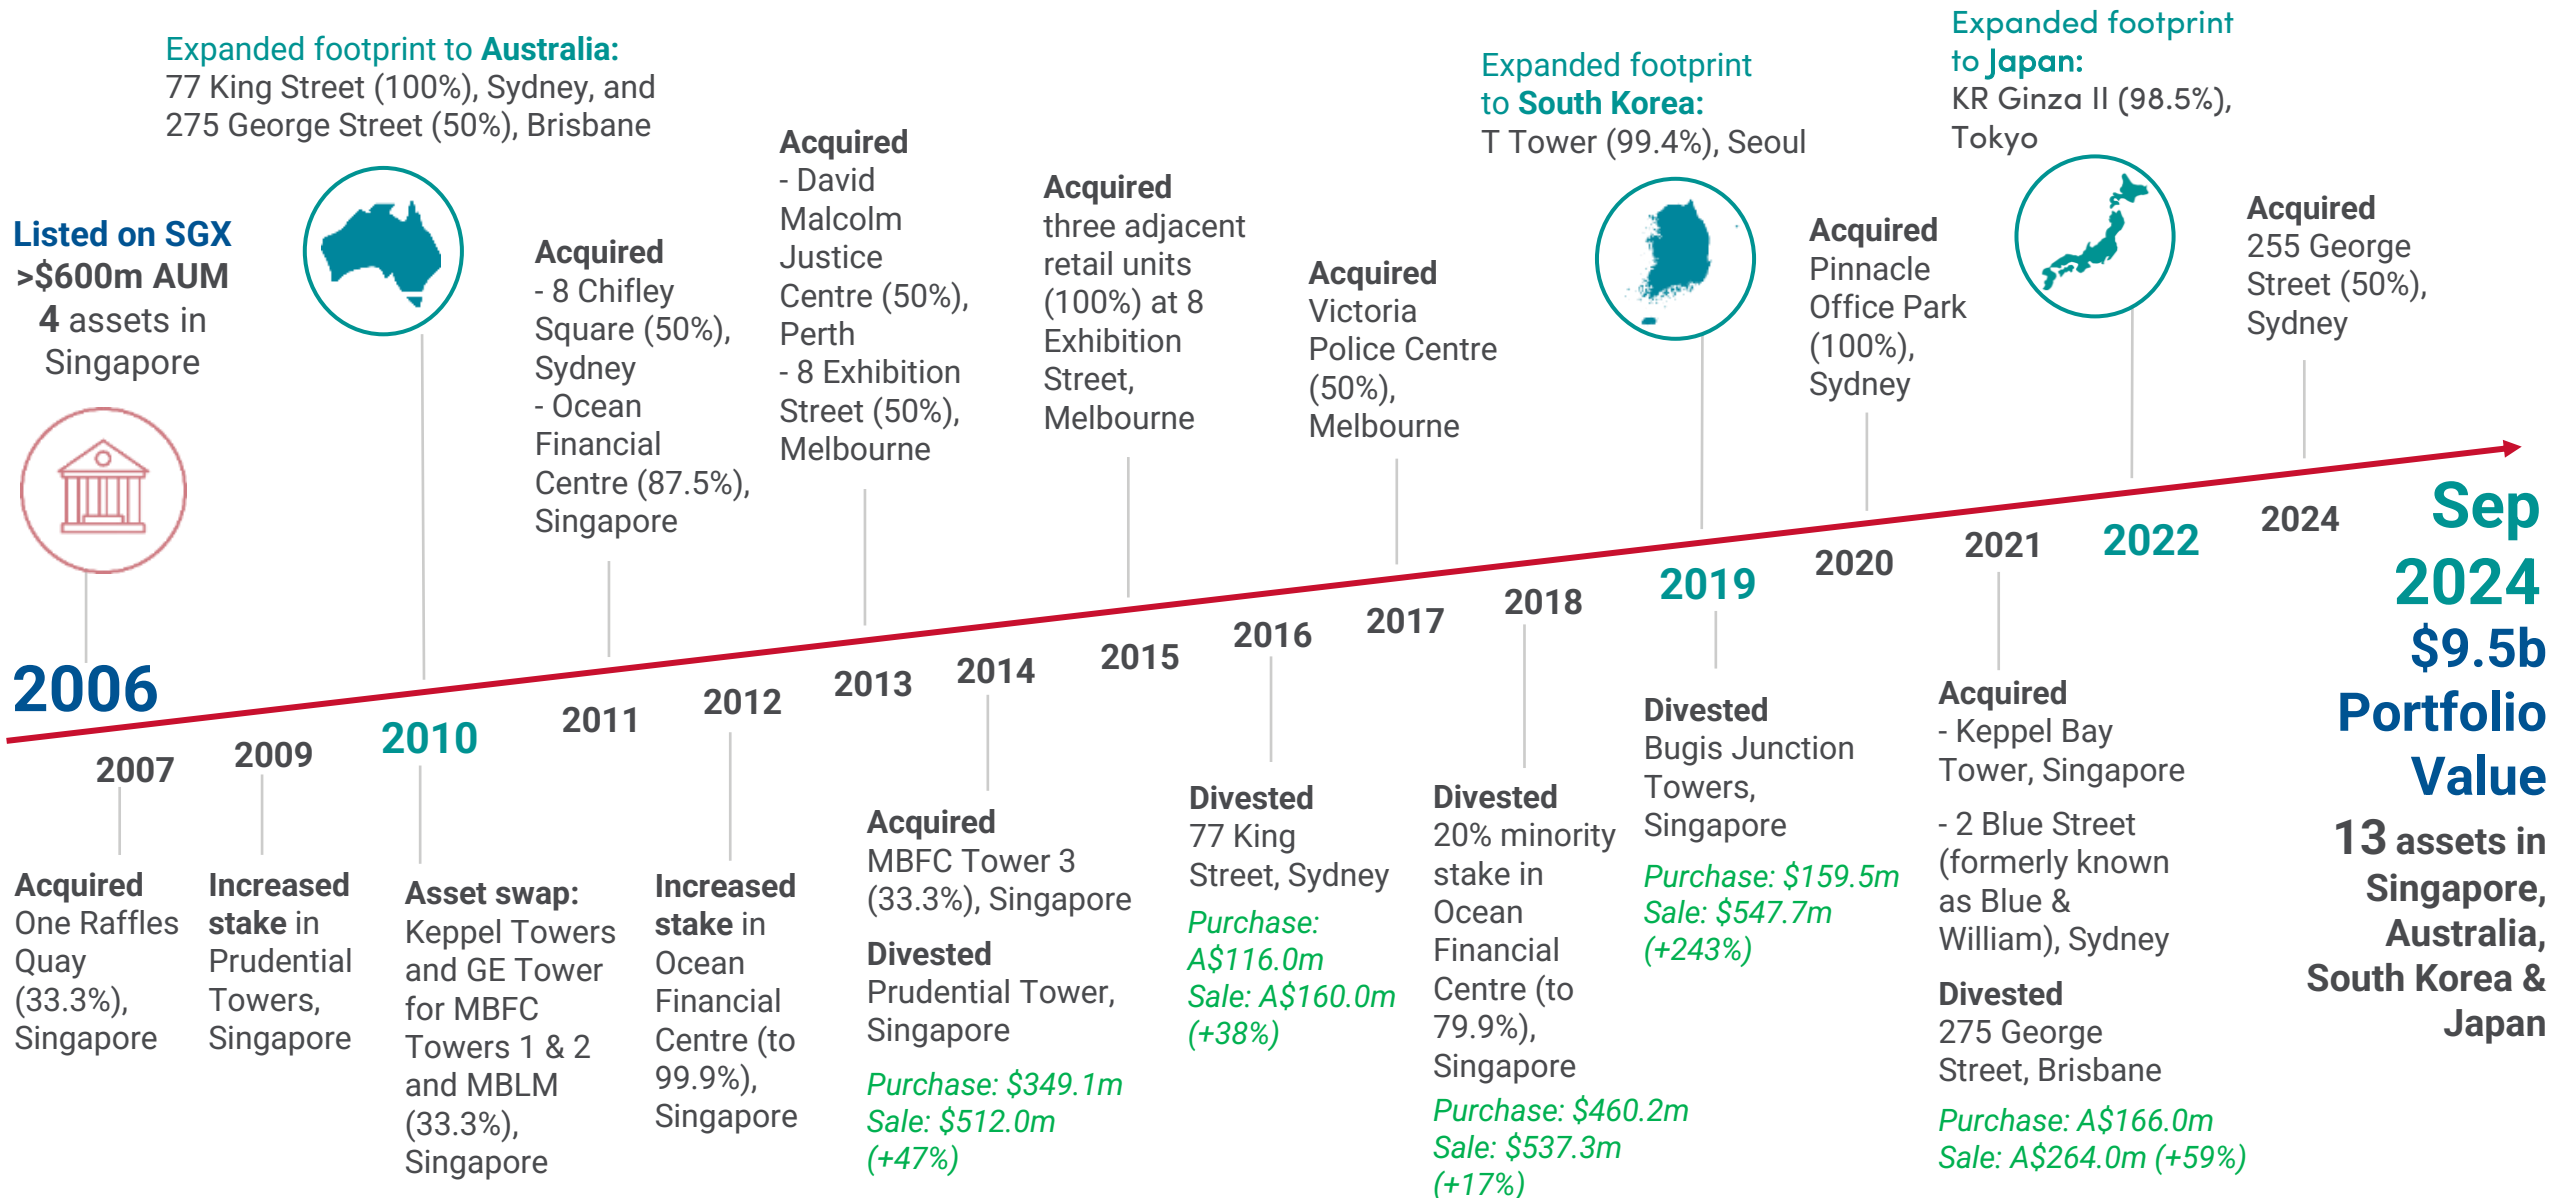 Listed on SGX
>$600m AUM
4 assets in
Singapore
2006
2007
Acquired
One Raffles
Quay
(33.3%),
Singapore
2009
Increased
stake in
Prudential
Towers,
Singapore
Expanded footprint to Australia:
77 King Street (100%), Sydney, and
275 George Street (50%), Brisbane
2010
Asset swap:
Keppel Towers
and GE Tower
for MBFC
Towers 1 & 2
and MBLM
(33.3%),
Singapore
Acquired
- 8 Chifley
Square (50%),
Sydney
- Ocean
Financial
Centre (87.5%),
Singapore
2011
2012
Increased
stake in
Ocean
Financial
Centre (to
99.9%),
Singapore
Acquired
- David
Malcolm
Justice
Centre (50%),
Perth
- 8 Exhibition
Street (50%),
Melbourne
2013
2014
Acquired
MBFC Tower 3
(33.3%), Singapore
Divested
Prudential Tower,
Singapore
Purchase: $349.1m
Sale: $512.0m
(+47%)
Acquired
three adjacent
retail units
(100%) at 8
Exhibition
Street,
Melbourne
2015
2016
Divested
77 King
Street, Sydney
Purchase:
A$116.0m
Sale: A$160.0m
(+38%)
Acquired
Victoria
Police Centre
(50%),
Melbourne
2017
2018
Divested
20% minority
stake in
Ocean
Financial
Centre (to
79.9%),
Singapore
Purchase: $460.2m
Sale: $537.3m
(+17%)
Expanded footprint
to South Korea:
T Tower (99.4%), Seoul
2019
Divested
Bugis Junction
Towers,
Singapore
Purchase: $159.5m
Sale: $547.7m
(+243%)
Acquired
Pinnacle
Office Park
(100%),
Sydney
2020
2021
Acquired
- Keppel Bay
Tower, Singapore
- 2 Blue Street
(formerly known
as Blue &
William), Sydney
Divested
275 George
Street, Brisbane
Purchase: A$166.0m
Sale: A$264.0m (+59%)
Expanded footprint
to Japan:
KR Ginza II (98.5%),
Tokyo
2022
Acquired
255 George
Street (50%),
Sydney
2024
Sep
2024
$9.5b
Portfolio
Value
13 assets in
Singapore,
Australia,
South Korea &
Japan